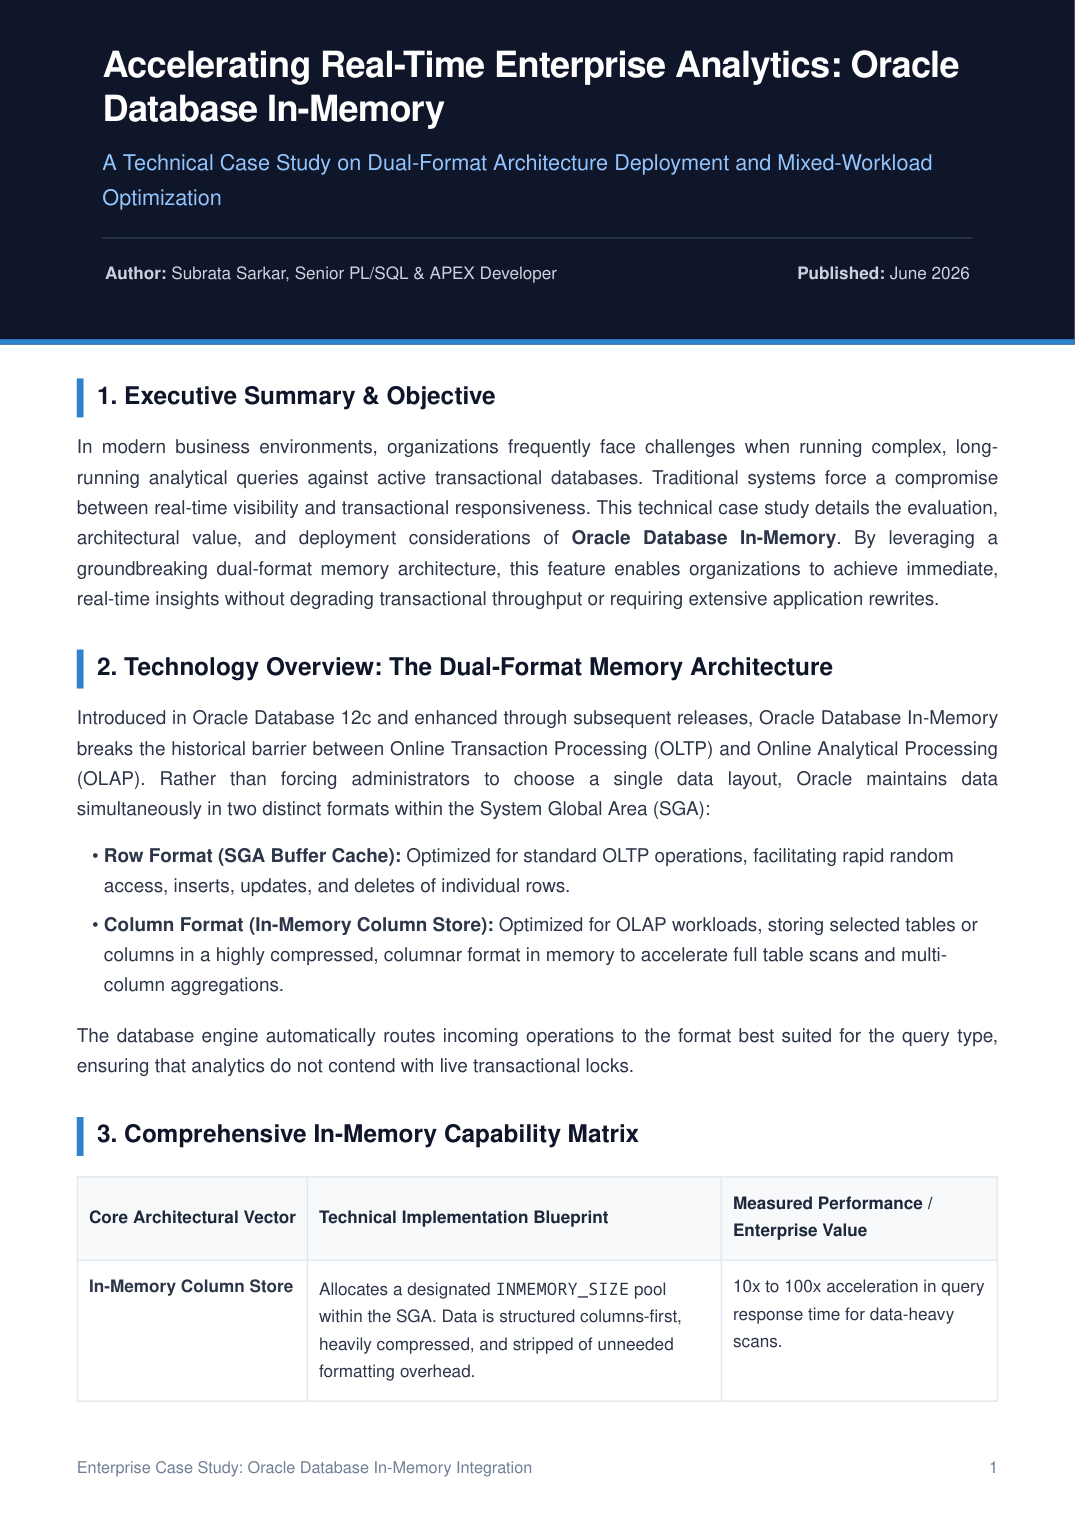 Accelerating Real-Time Enterprise Analytics: Oracle
Database In-Memory
A Technical Case Study on Dual-Format Architecture Deployment and Mixed-Workload
Optimization
Author: Subrata Sarkar, Senior PL/SQL & APEX Developer
Published: June 2026
1. Executive Summary & Objective
In modern business environments, organizations frequently face challenges when running complex, long-
running analytical queries against active transactional databases. Traditional systems force a compromise
between real-time visibility and transactional responsiveness. This technical case study details the evaluation,
architectural value, and deployment considerations of Oracle Database In-Memory. By leveraging a
groundbreaking dual-format memory architecture, this feature enables organizations to achieve immediate,
real-time insights without degrading transactional throughput or requiring extensive application rewrites.
2. Technology Overview: The Dual-Format Memory Architecture
Introduced in Oracle Database 12c and enhanced through subsequent releases, Oracle Database In-Memory
breaks the historical barrier between Online Transaction Processing (OLTP) and Online Analytical Processing
(OLAP). Rather than forcing administrators to choose a single data layout, Oracle maintains data
simultaneously in two distinct formats within the System Global Area (SGA):
• Row Format (SGA Buffer Cache): Optimized for standard OLTP operations, facilitating rapid random
access, inserts, updates, and deletes of individual rows.
• Column Format (In-Memory Column Store): Optimized for OLAP workloads, storing selected tables or
columns in a highly compressed, columnar format in memory to accelerate full table scans and multi-
column aggregations.
The database engine automatically routes incoming operations to the format best suited for the query type,
ensuring that analytics do not contend with live transactional locks.
3. Comprehensive In-Memory Capability Matrix
Core Architectural Vector
Technical Implementation Blueprint
Measured Performance /
Enterprise Value
In-Memory Column Store
Allocates a designated INMEMORY_SIZE pool
within the SGA. Data is structured columns-first,
heavily compressed, and stripped of unneeded
formatting overhead.
10x to 100x acceleration in query
response time for data-heavy
scans.
Enterprise Case Study: Oracle Database In-Memory Integration
1